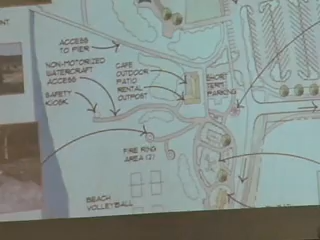 ACCESS
TO PIER
NON-MOTORIZED
WATERCRAFT
ACCESS
SAFETY
KIOSK
CAFE
OUTDOOR
PATIO
RENTAL
OUTPOST
SHORT
TERM
PARKING
FIRE RING
AREA (2)
BEACH
VOLLEYBALL